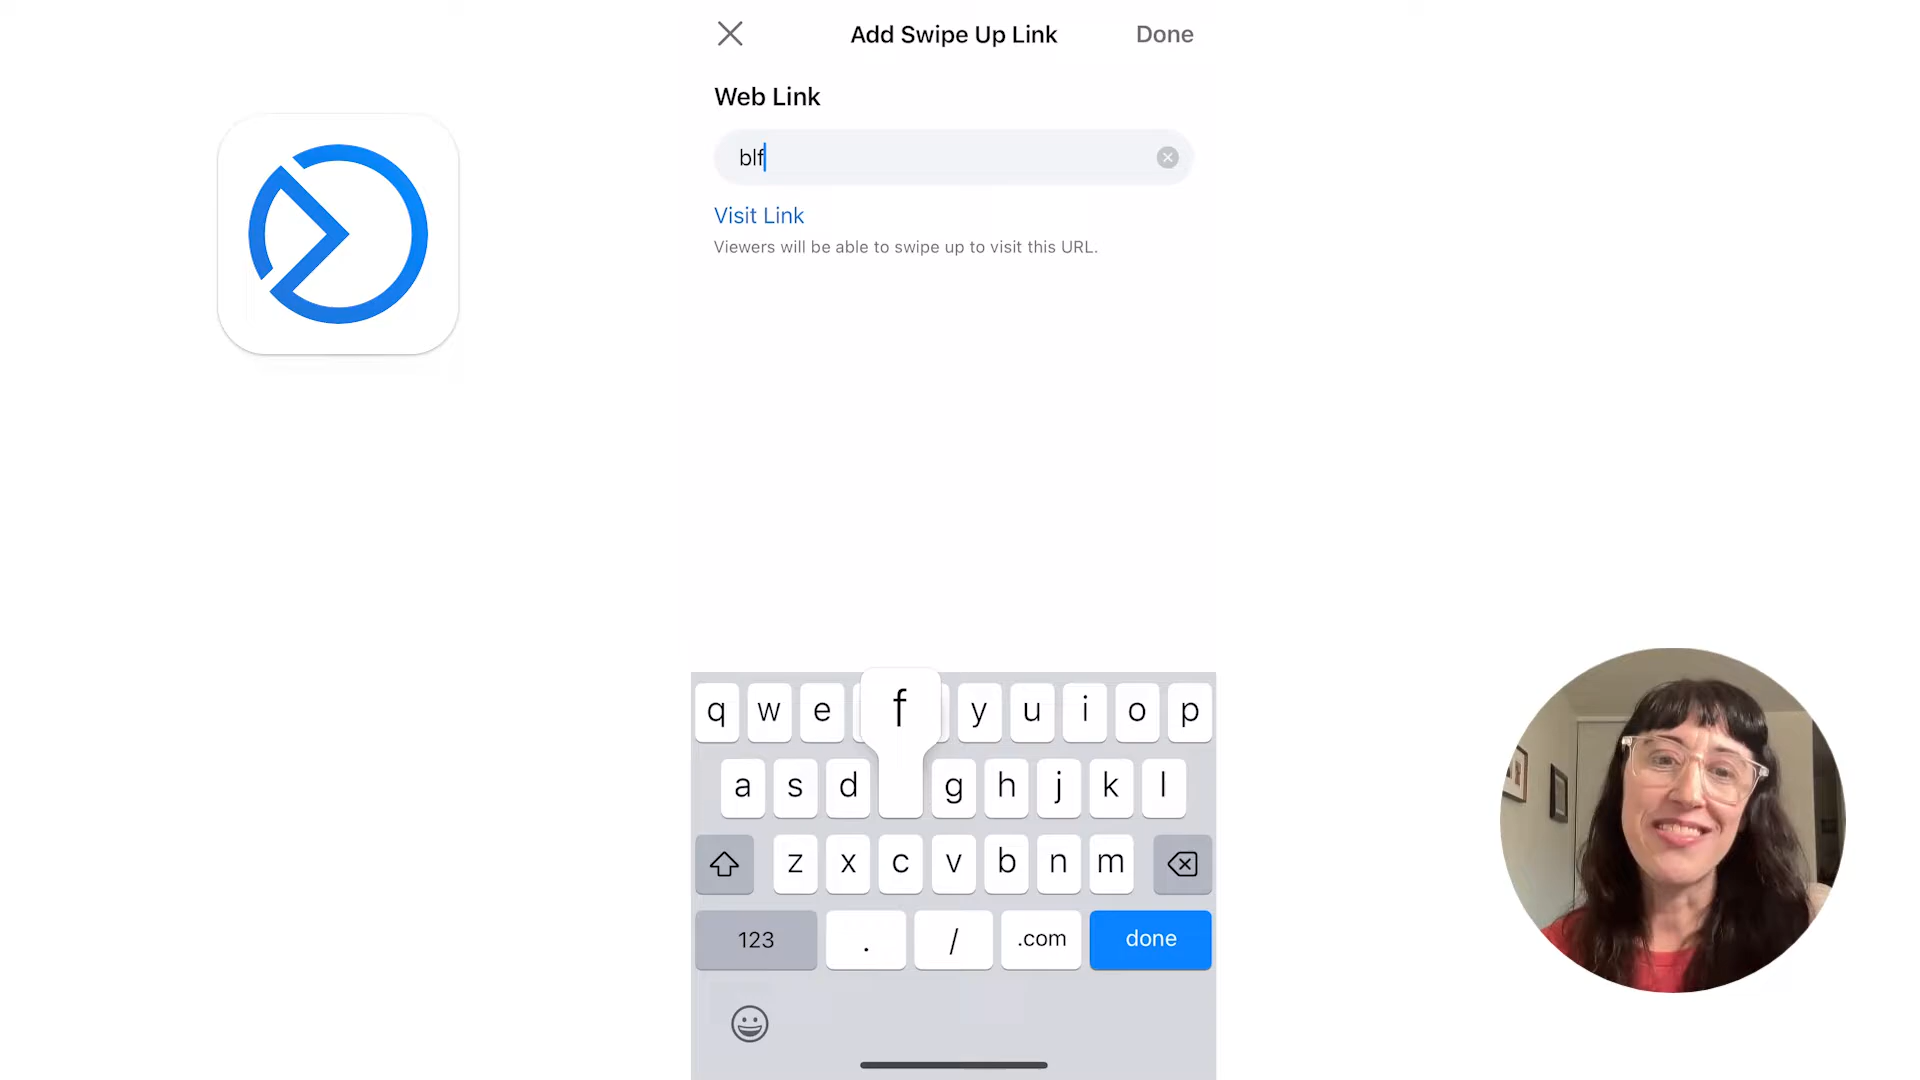 Add Swipe Up Link
Done
Web Link
blf
Visit Link
Viewers will be able to swipe up to visit this URL.
q w e f y u i o p
a s d g h j k l
z x c v b n m
123 . / .com done